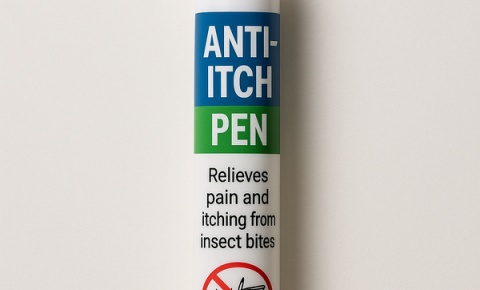 ANTI-
ITCH
PEN
Relieves
pain and
itching from
insect bites